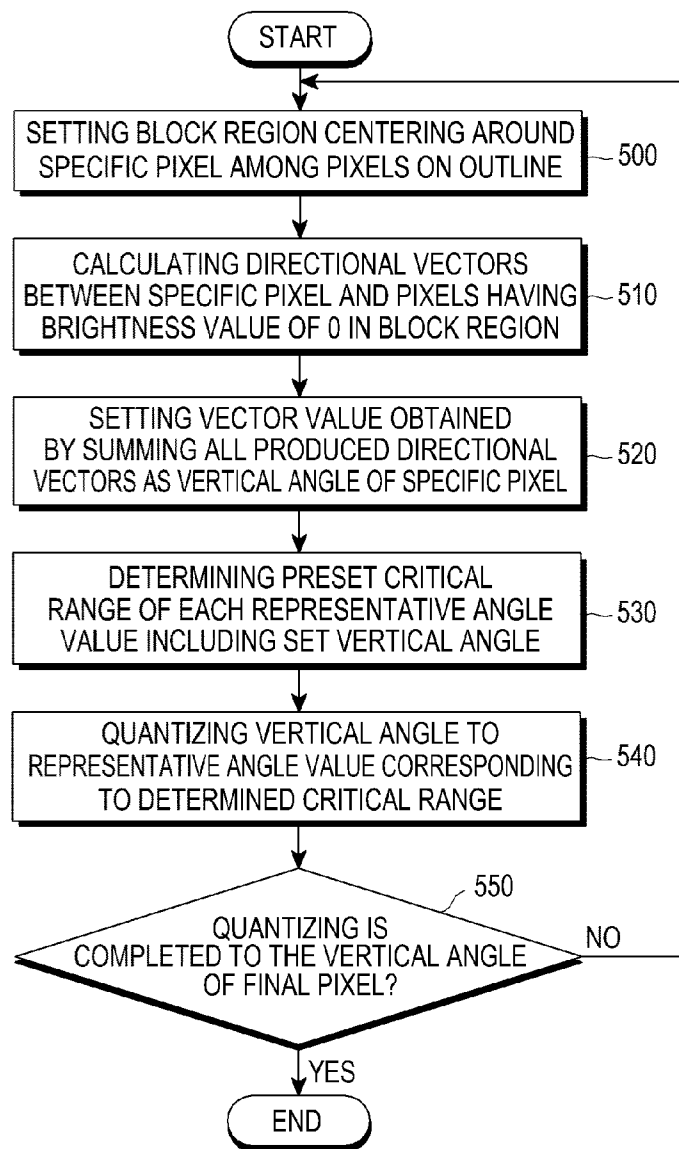 START
SETTING BLOCK REGION CENTERING AROUND
SPECIFIC PIXEL AMONG PIXELS ON OUTLINE
500
CALCULATING DIRECTIONAL VECTORS
BETWEEN SPECIFIC PIXEL AND PIXELS HAVING
BRIGHTNESS VALUE OF 0 IN BLOCK REGION
510
SETTING VECTOR VALUE OBTAINED
BY SUMMING ALL PRODUCED DIRECTIONAL
VECTORS AS VERTICAL ANGLE OF SPECIFIC PIXEL
520
DETERMINING PRESET CRITICAL
RANGE OF EACH REPRESENTATIVE ANGLE
VALUE INCLUDING SET VERTICAL ANGLE
530
QUANTIZING VERTICAL ANGLE TO
REPRESENTATIVE ANGLE VALUE CORRESPONDING
TO DETERMINED CRITICAL RANGE
540
550
QUANTIZING IS
COMPLETED TO THE VERTICAL ANGLE
OF FINAL PIXEL?
NO
YES
END